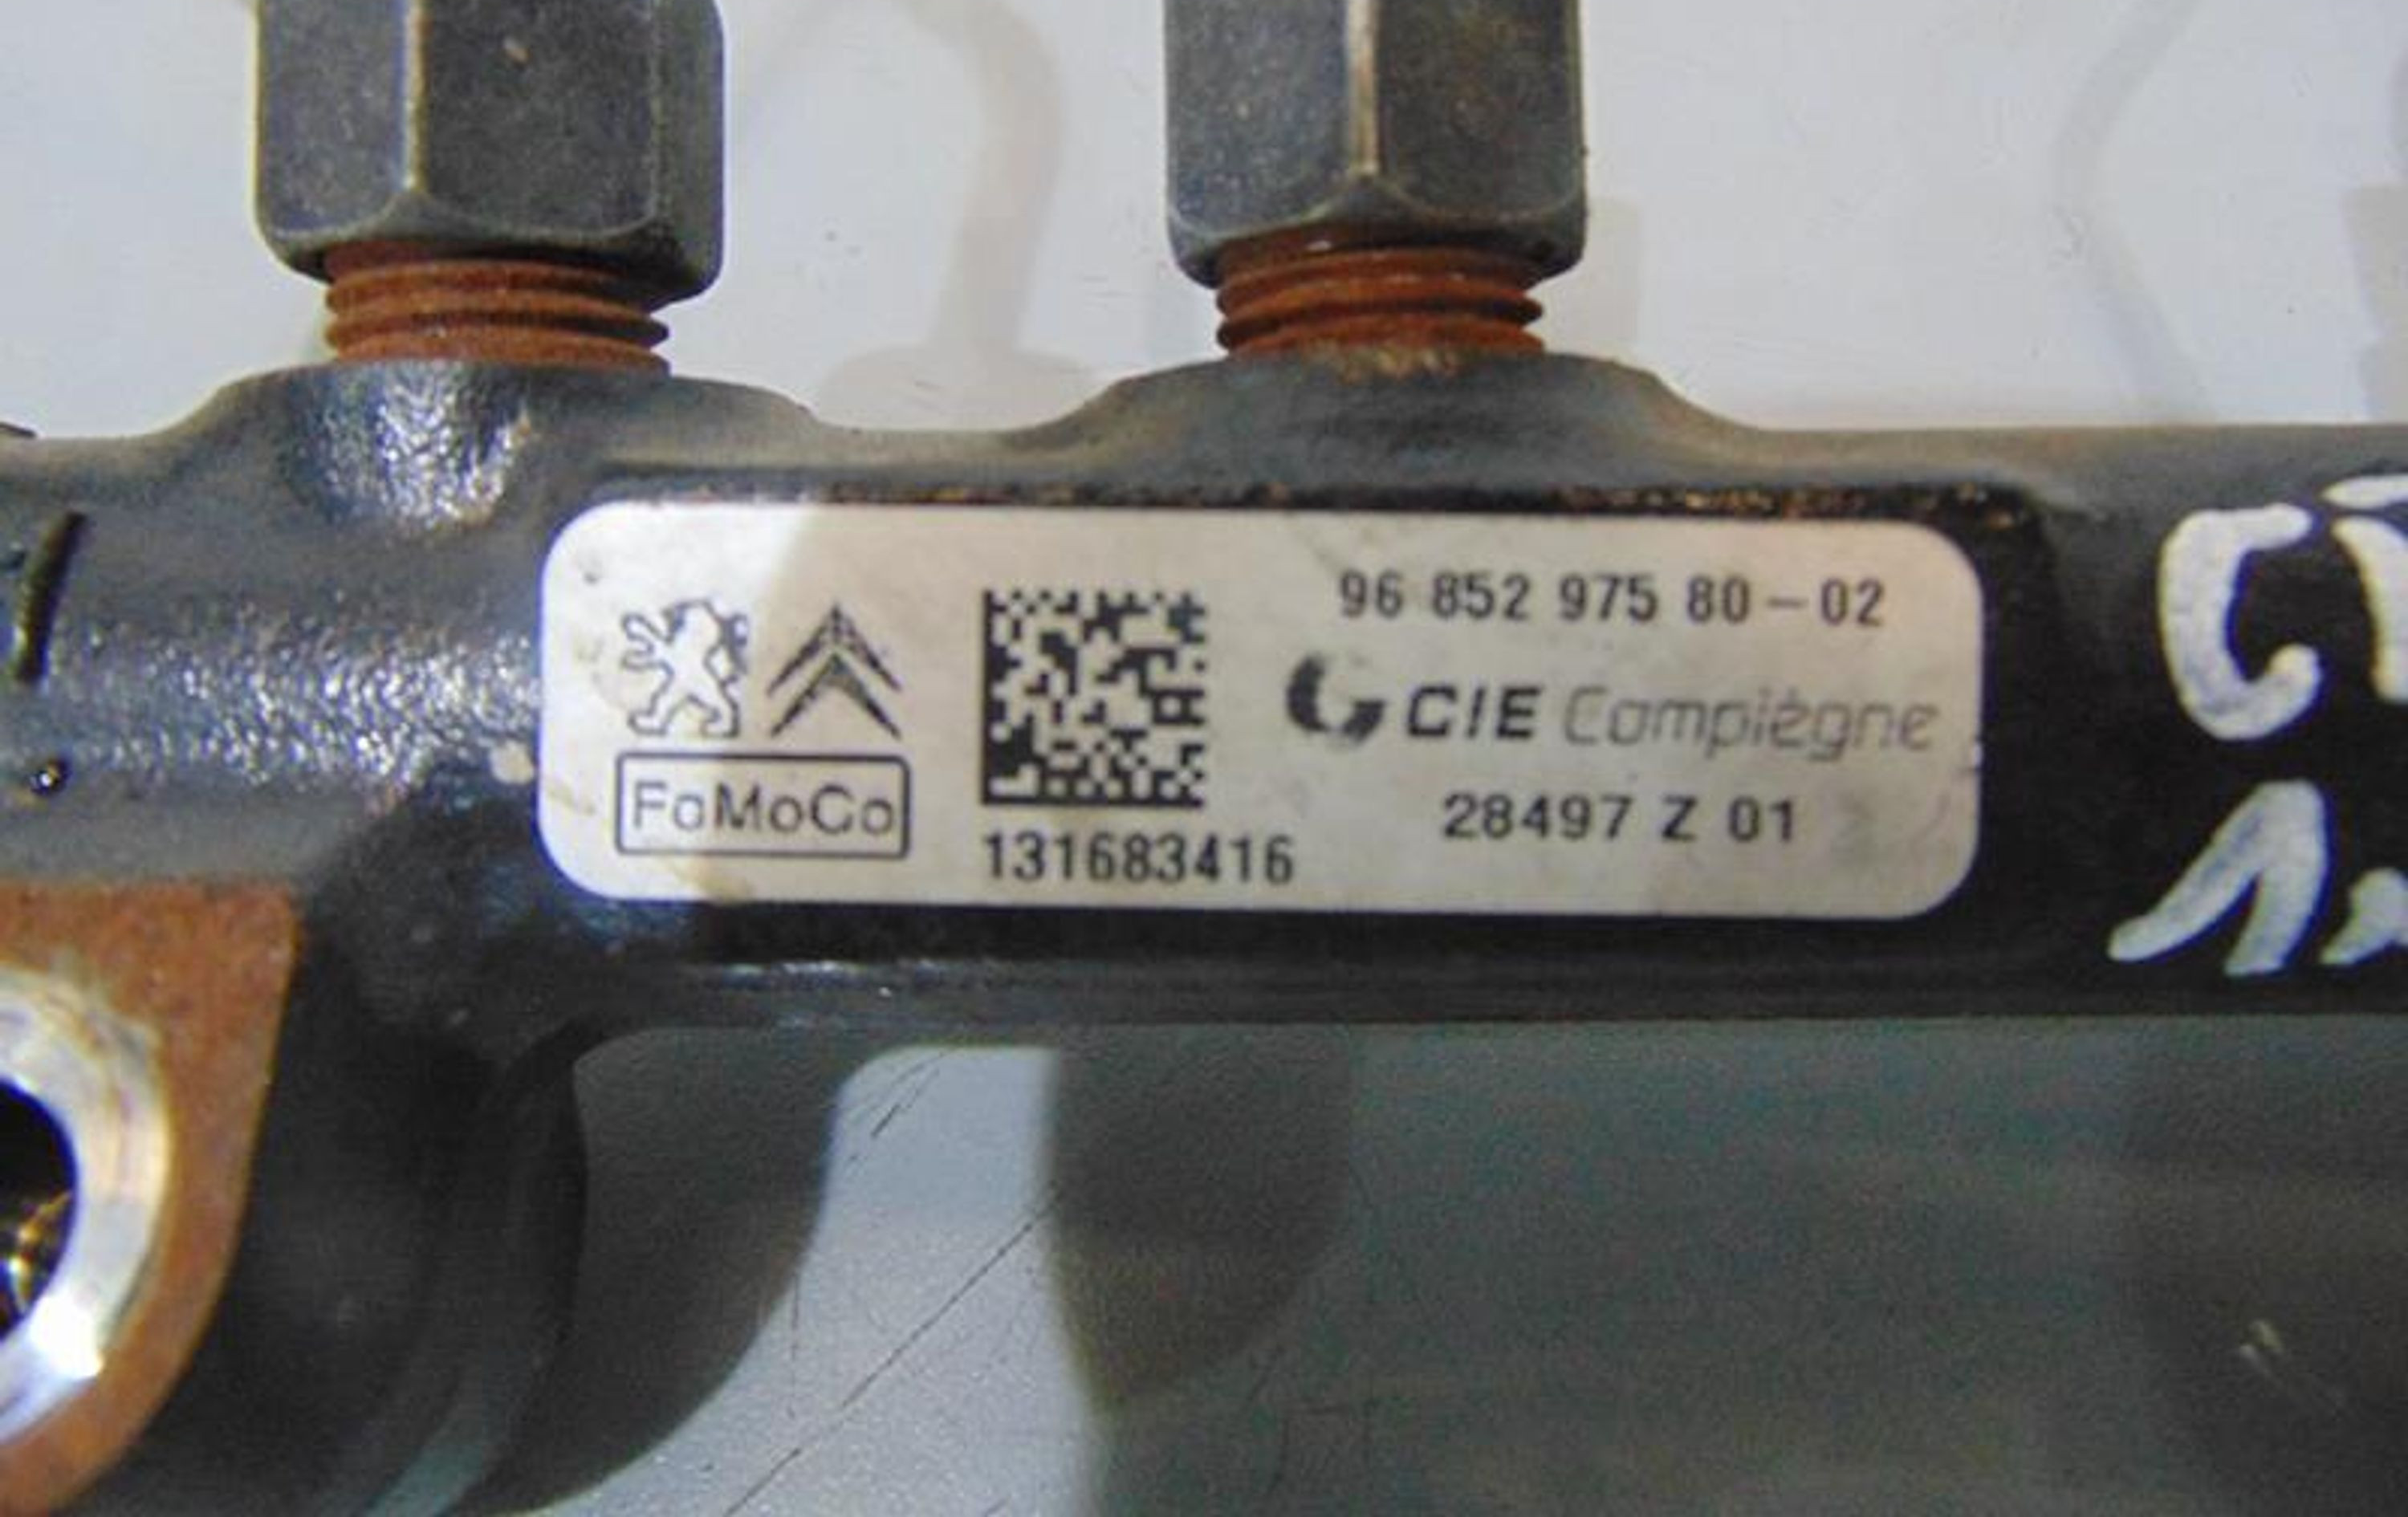 96 852 975 80-02
CIE Compiègne
FoMoCo
28497 Z 01
131683416